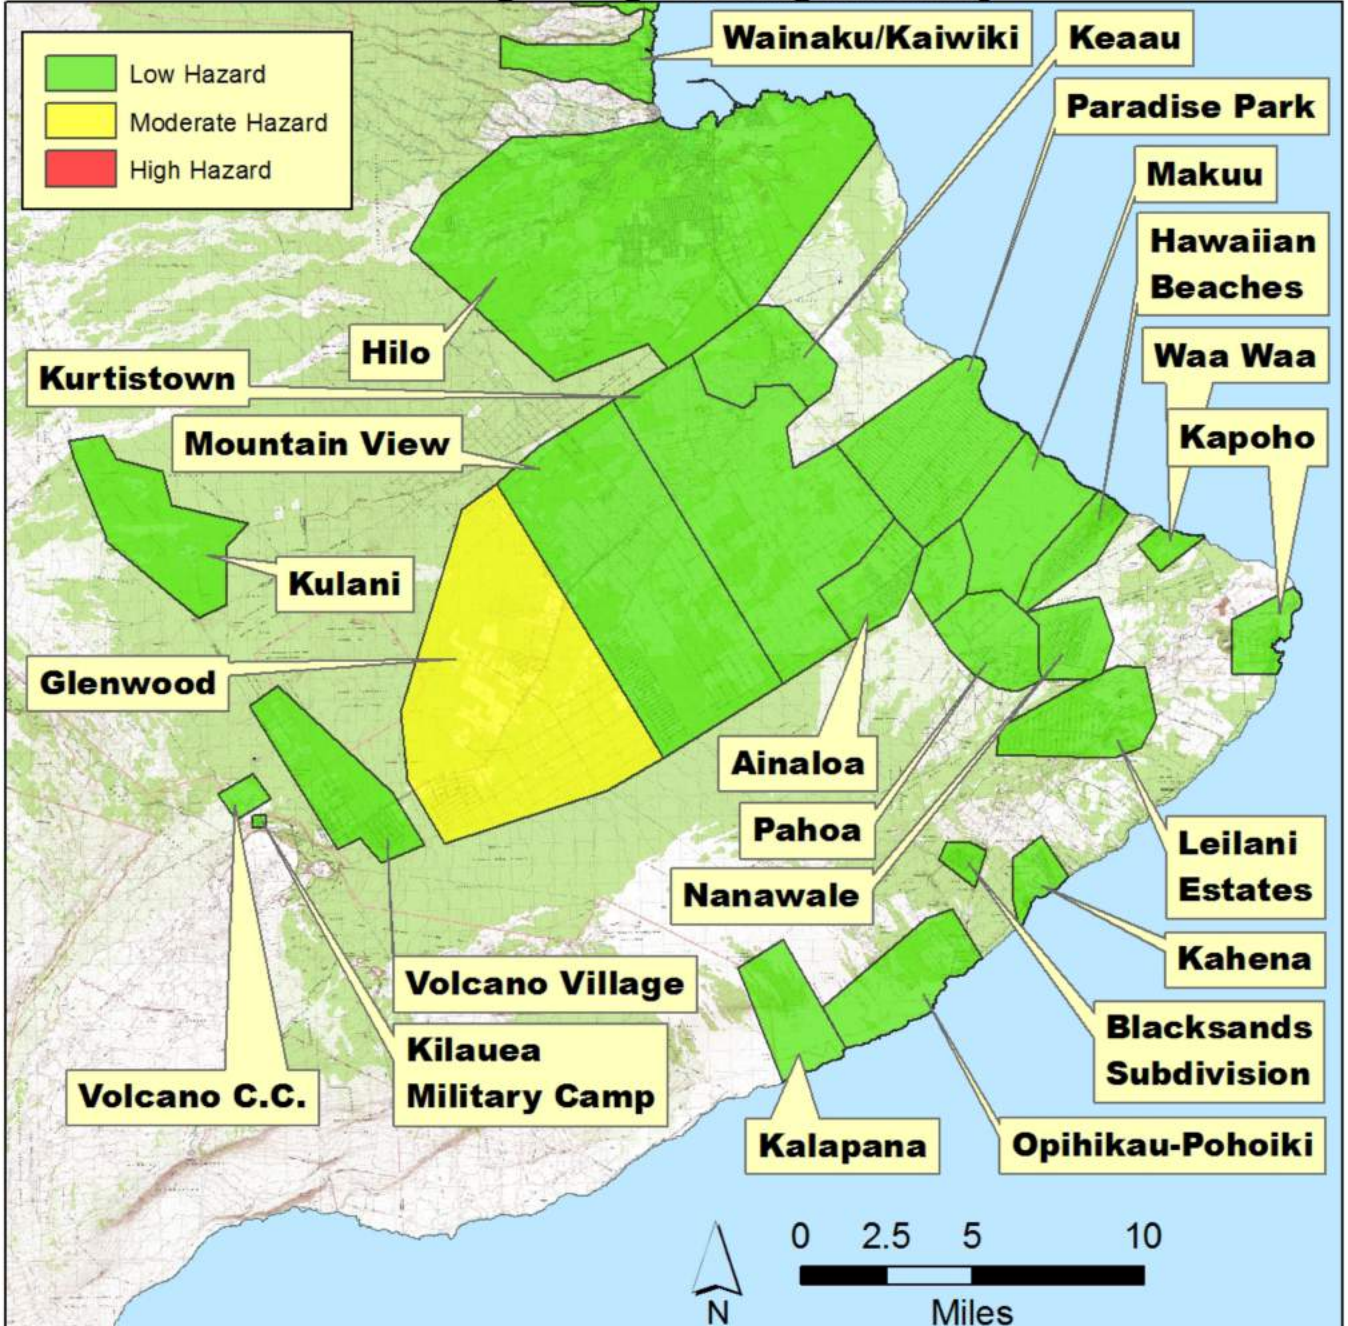 Low Hazard
Moderate Hazard
High Hazard
Wainaku/Kaiwiki
Keaau
Paradise Park
Makuu
Hawaiian
Beaches
Waa Waa
Kapoho
Hilo
Kurtistown
Mountain View
Kulani
Glenwood
Ainaloa
Pahoa
Nanawale
Leilani
Estates
Kahena
Blacksands
Subdivision
Opihikau-Pohoiki
Kalapana
Volcano Village
Kilauea
Military Camp
Volcano C.C.
0 2.5 5 10
Miles
N